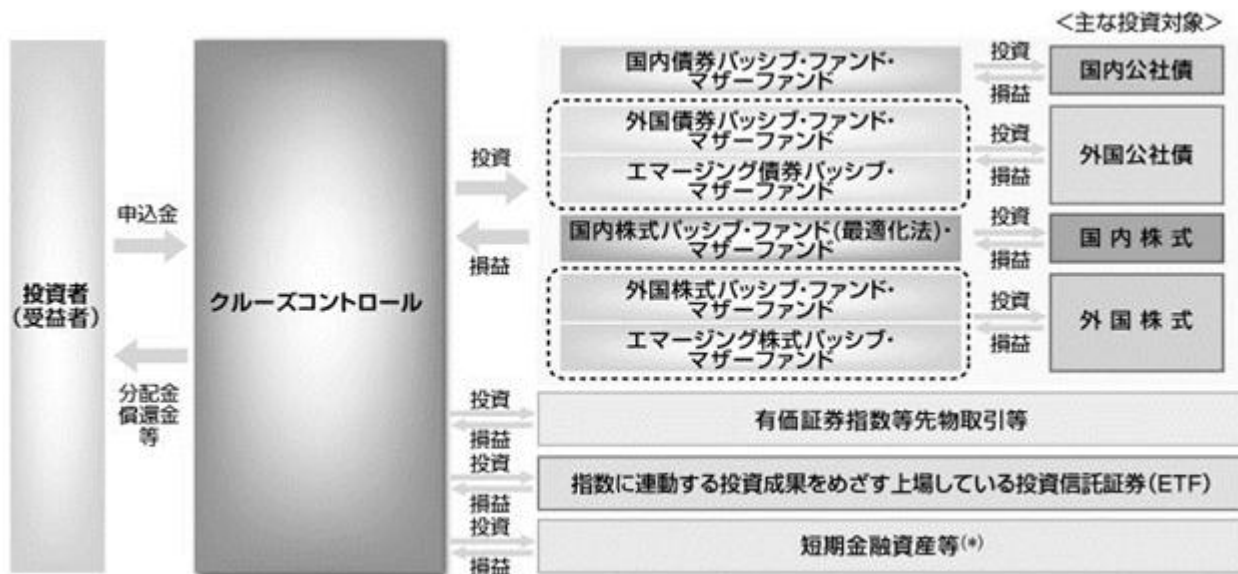 <主な投資対象>
投資者
(受益者)
申込金
分配金
償還金
等
クルーズコントロール
投資
損益
国内債券パッシブ・ファンド・
マザーファンド
投資
損益
国内公社債
外国債券パッシブ・ファンド・
マザーファンド
エマージング債券パッシブ・
マザーファンド
投資
損益
外国公社債
国内株式パッシブ・ファンド(最適化法)・
マザーファンド
投資
損益
国内株式
外国株式パッシブ・ファンド・
マザーファンド
エマージング株式パッシブ・
マザーファンド
投資
損益
外国株式
投資
損益
有価証券指数等先物取引等
投資
損益
指数に連動する投資成果をめざす上場している投資信託証券(ETF)
投資
損益
短期金融資産等(*)